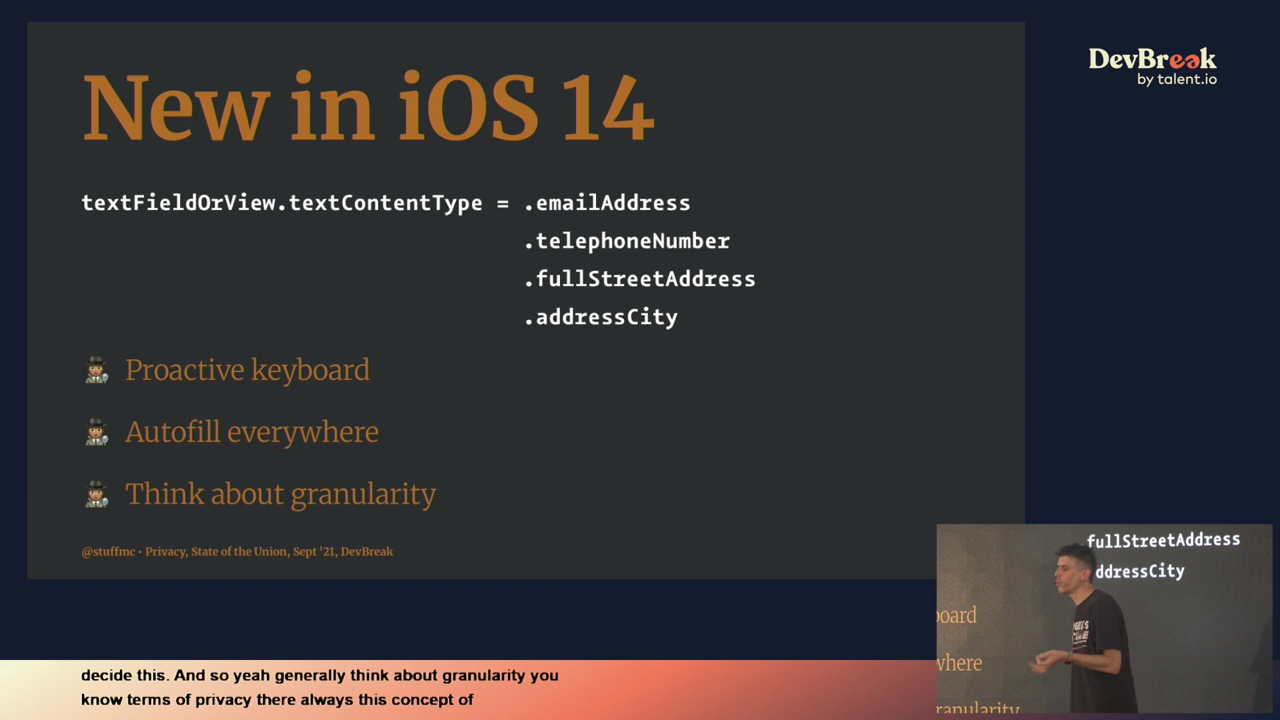 New in iOS 14
DevBreak
by talent.io
textFieldOrView.textContentType = .emailAddress
.telephoneNumber
.fullStreetAddress
.addressCity
Proactive keyboard
Autofill everywhere
Think about granularity
@stuffmc • Privacy, State of the Union, Sept '21, DevBreak
fullStreetAddress
ddressCity
oard
where
granularity
decide this. And so yeah generally think about granularity you
know terms of privacy there always this concept of